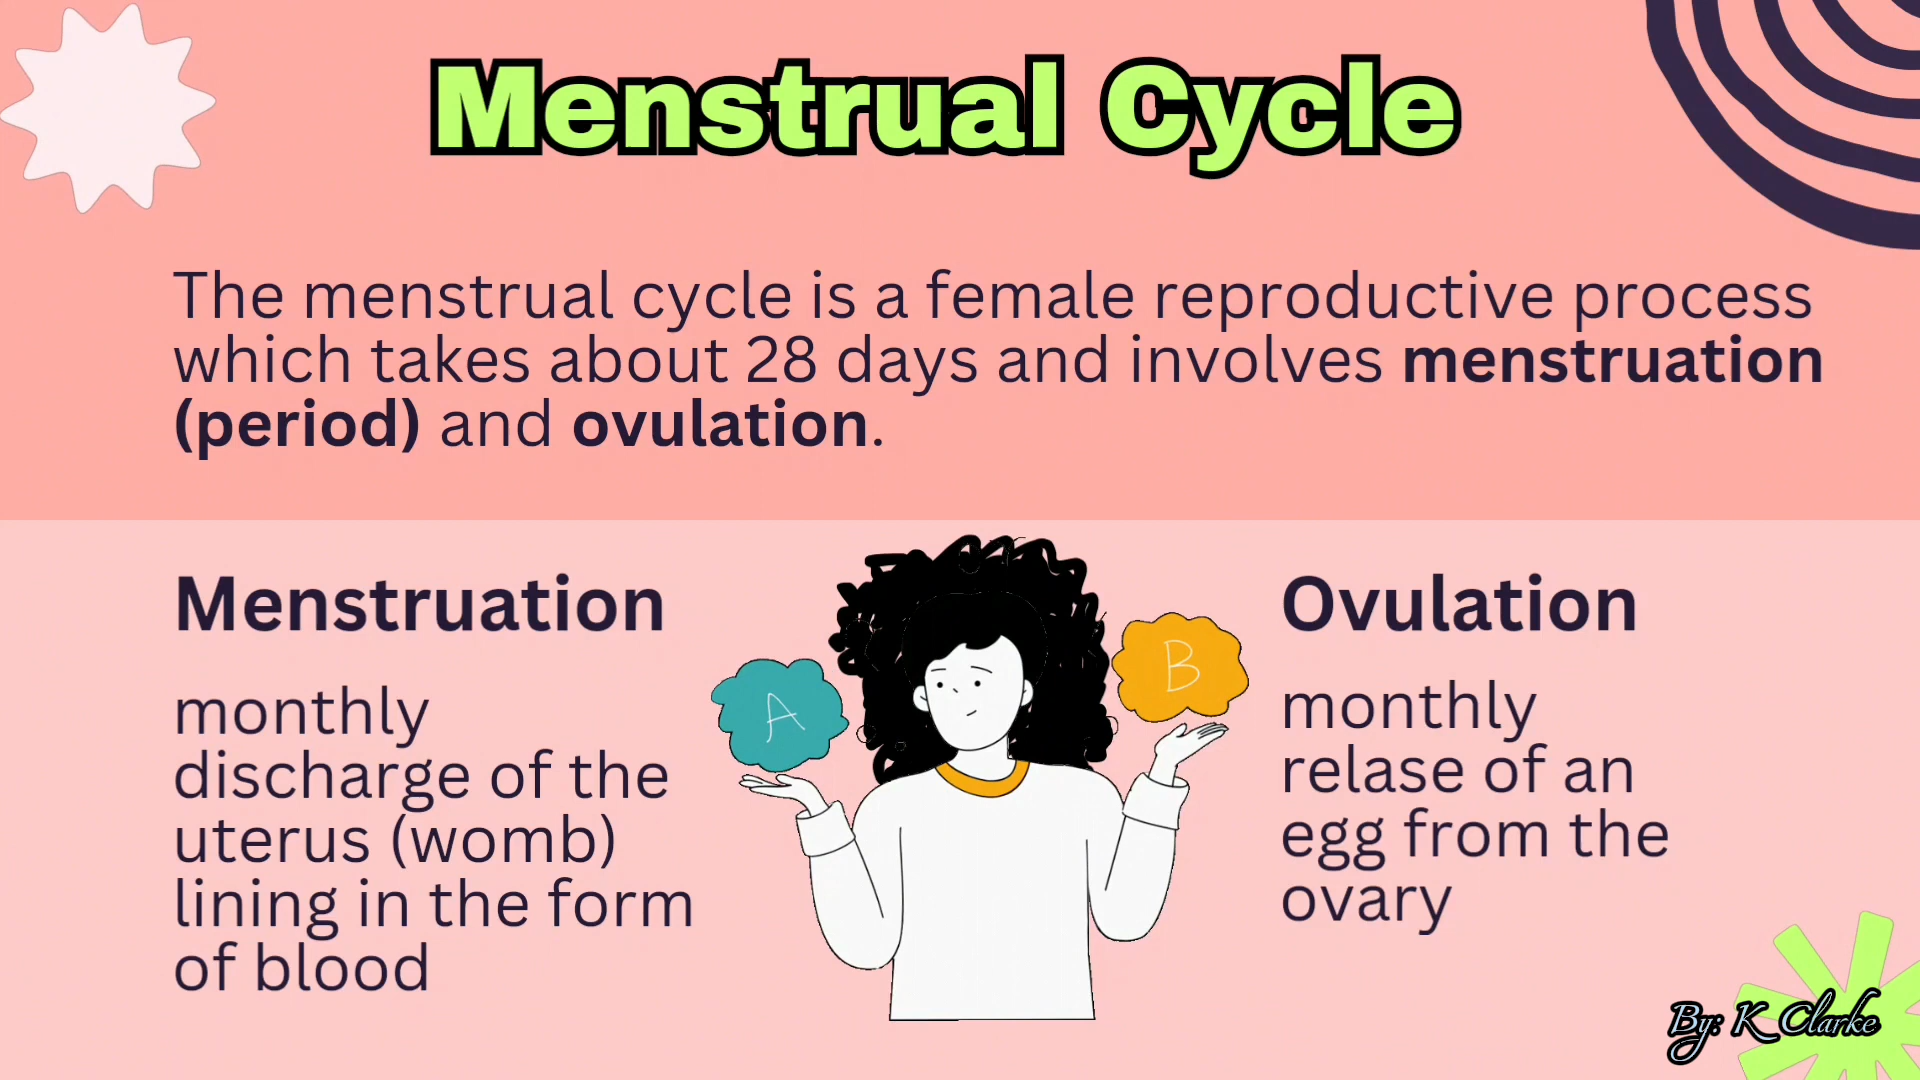 Menstrual Cycle
The menstrual cycle is a female reproductive process
which takes about 28 days and involves menstruation
(period) and ovulation.
Menstruation
monthly
discharge of the
uterus (womb)
lining in the form
of blood
A
B
Ovulation
monthly
relase of an
egg from the
ovary
By: K Clarke